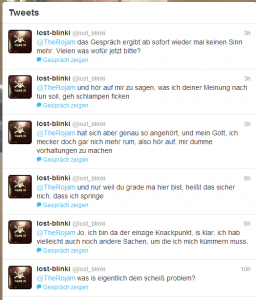 Tweets
lost-blinki @lost_blinki 3h
@TheRojam das Gespräch ergibt ab sofort wieder mal keinen Sinn
mehr. Vielen was wofür jetzt bitte?
Gespräch zeigen
lost-blinki @lost_blinki 3h
@TheRojam und hör auf mir zu sagen, was ich deiner Meinung nach
tun soll, geh schlampen ficken
Gespräch zeigen
lost-blinki @lost_blinki 3h
@TheRojam hat sich aber genau so angehört, und mein Gott, ich
mecker doch gar nich mehr rum, also hör auf, mir dumme
vorhaltungen zu machen
Gespräch zeigen
lost-blinki @lost_blinki 6h
@TheRojam und nur weil du grade ma hier bist, heißt das sicher
nich, dass ich springe
Gespräch zeigen
lost-blinki @lost_blinki 6h
@TheRojam Jo, ich bin da der einzige Knackpunkt, is klar, ich hab
vielleicht auch noch andere Sachen, um die ich mich kümmern muss,
Gespräch zeigen
lost-blinki @lost_blinki 10h
@TheRojam was is eigentlich dein scheiß problem?
Gespräch zeigen